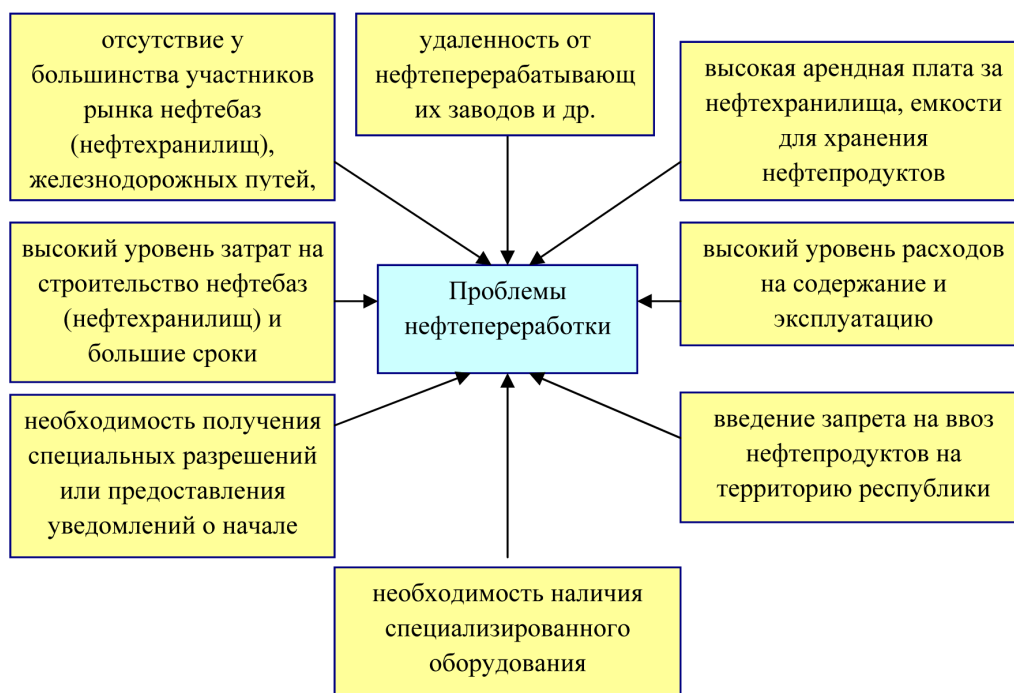 отсутствие у
большинства участников
рынка нефтебаз
(нефтехранилищ),
железнодорожных путей,
удаленность от
нефтеперерабатывающ
их заводов и др.
высокая арендная плата за
нефтехранилища, емкости
для хранения
нефтепродуктов
высокий уровень затрат на
строительство нефтебаз
(нефтехранилищ) и
большие сроки
Проблемы
нефтепереработки
высокий уровень расходов
на содержание и
эксплуатацию
необходимость получения
специальных разрешений
или предоставления
уведомлений о начале
введение запрета на ввоз
нефтепродуктов на
территорию республики
необходимость наличия
специализированного
оборудования